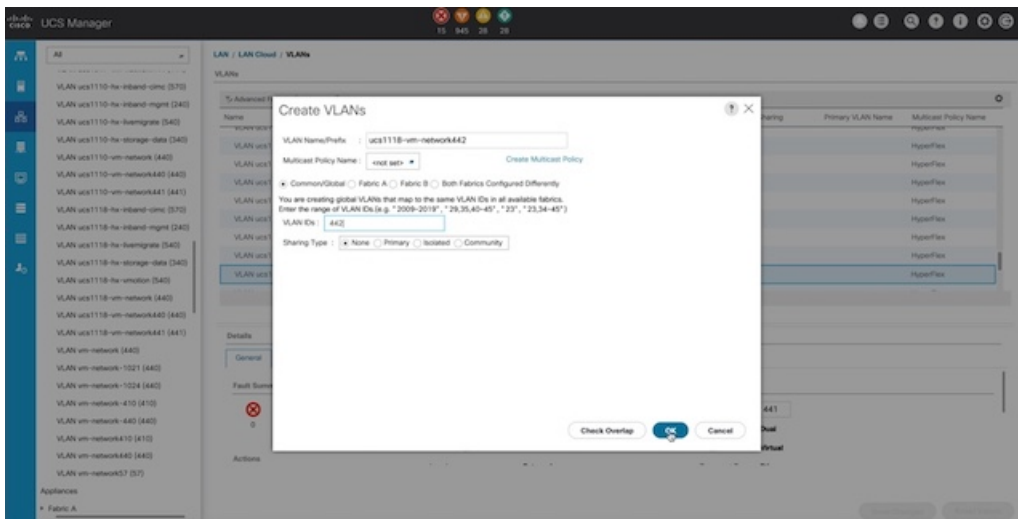 cisco UCS Manager
15 945 28 28
All
LAN / LAN Cloud / VLANs
VLANs
VLAN ucs1110-hx-inband-cimc (570)
VLAN ucs1110-hx-inband-mgmt (240)
VLAN ucs1110-hx-livemigrate (540)
VLAN ucs1110-hx-storage-data (340)
VLAN ucs1110-vm-network (440)
VLAN ucs1110-vm-network440 (440)
VLAN ucs1110-vm-network441 (441)
VLAN ucs1118-hx-inband-cimc (570)
VLAN ucs1118-hx-inband-mgmt (240)
VLAN ucs1118-hx-livemigrate (540)
VLAN ucs1118-hx-storage-data (340)
VLAN ucs1118-hx-vmotion (540)
VLAN ucs1118-vm-network (440)
VLAN ucs1118-vm-network440 (440)
VLAN ucs1118-vm-network441 (441)
VLAN vm-network (440)
VLAN vm-network-1021 (440)
VLAN vm-network-1024 (440)
VLAN vm-network-410 (410)
VLAN vm-network-440 (440)
VLAN vm-network410 (410)
VLAN vm-network440 (440)
VLAN vm-network57 (57)
Appliances
Fabric A
Name
Sharing Primary VLAN Name Multicast Policy Name
HyperFlex
HyperFlex
HyperFlex
HyperFlex
HyperFlex
HyperFlex
HyperFlex
HyperFlex
Create VLANs
VLAN Name/Prefix : ucs1118-vm-network442
Multicast Policy Name : <not set> Create Multicast Policy
Common/Global Fabric A Fabric B Both Fabrics Configured Differently
You are creating global VLANs that map to the same VLAN IDs in all available fabrics.
Enter the range of VLAN IDs.(e.g. "2009-2019", "29,35,40-45", "23", "23,34-45")
VLAN IDs : 442
Sharing Type : None Primary Isolated Community
Check Overlap OK Cancel
Details
General
Fault Summ
0
Actions
441
Dual
Virtual